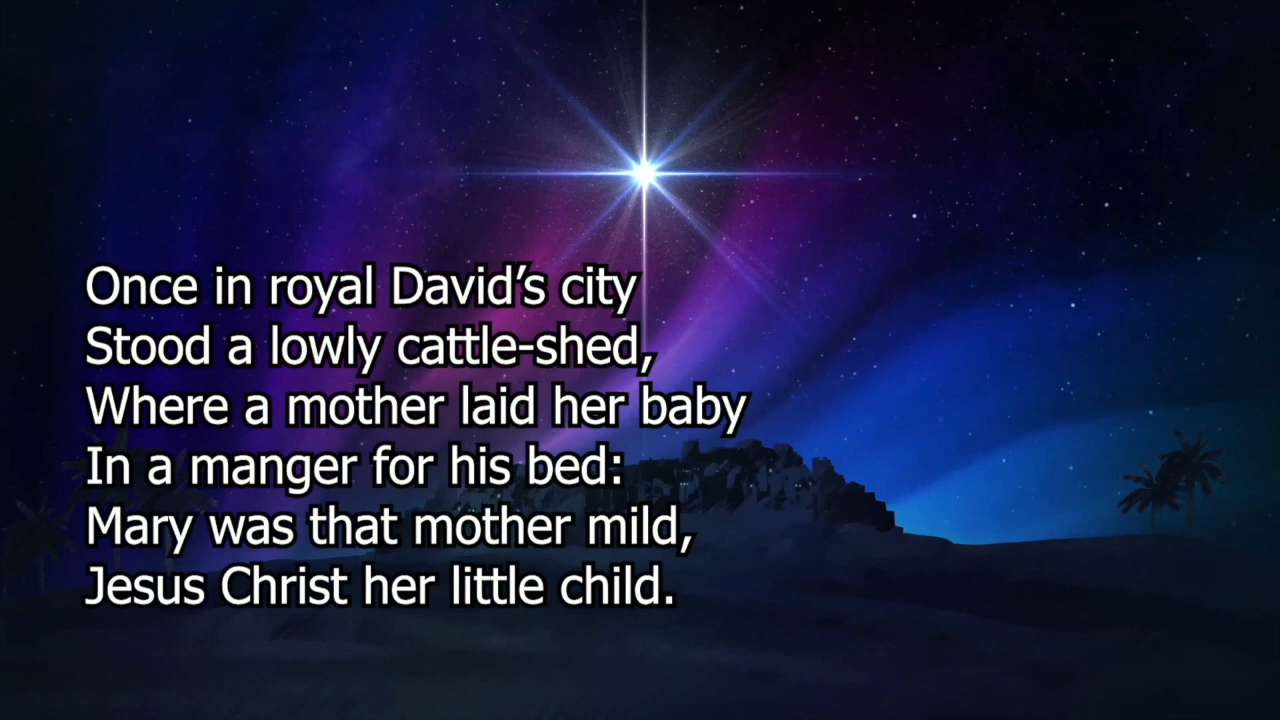 Once in royal David’s city
Stood a lowly cattle-shed,
Where a mother laid her baby
In a manger for his bed:
Mary was that mother mild,
Jesus Christ her little child.